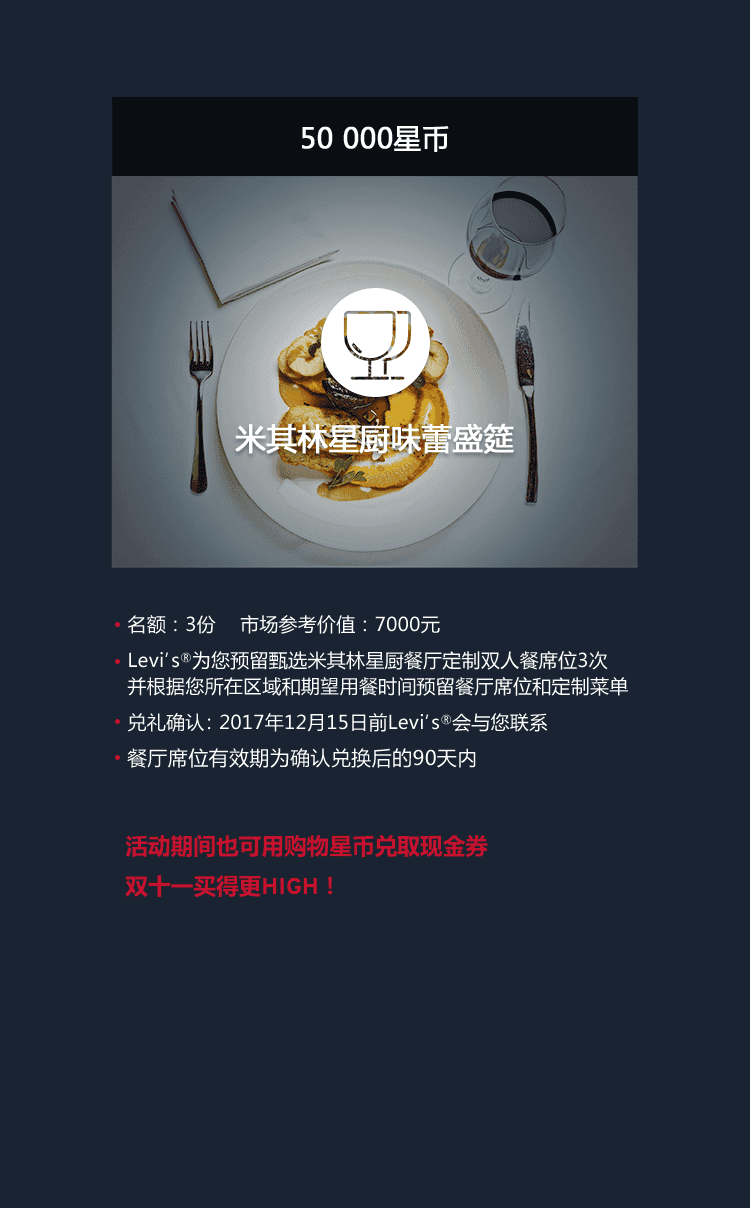 50 000星币
米其林星厨味蕾盛筵
• 名额：3份 市场参考价值：7000元
• Levi's®为您预留甄选米其林星厨餐厅定制双人餐席位3次
并根据您所在区域和期望用餐时间预留餐厅席位和定制菜单
• 兑礼确认: 2017年12月15日前Levi's®会与您联系
• 餐厅席位有效期为确认兑换后的90天内
活动期间也可用购物星币兑取现金券
双十一买得更HIGH！